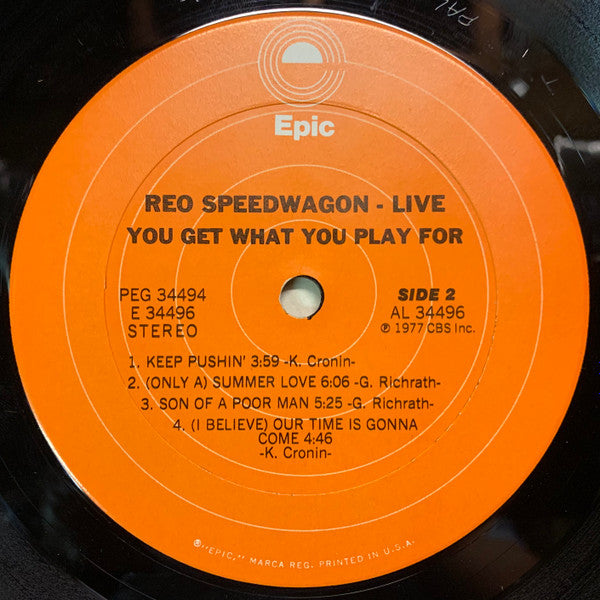 Epic
REO SPEEDWAGON - LIVE
YOU GET WHAT YOU PLAY FOR
PEG 34494
E 34496
STEREO
SIDE 2
AL 34496
℗ 1977 CBS Inc.
1. KEEP PUSHIN' 3:59 -K. Cronin-
2. (ONLY A) SUMMER LOVE 6:06 -G. Richrath-
3. SON OF A POOR MAN 5:25 -G. Richrath-
4. (I BELIEVE) OUR TIME IS GONNA
COME 4:46
-K. Cronin-
"EPIC," MARCA REG. PRINTED IN U.S.A.